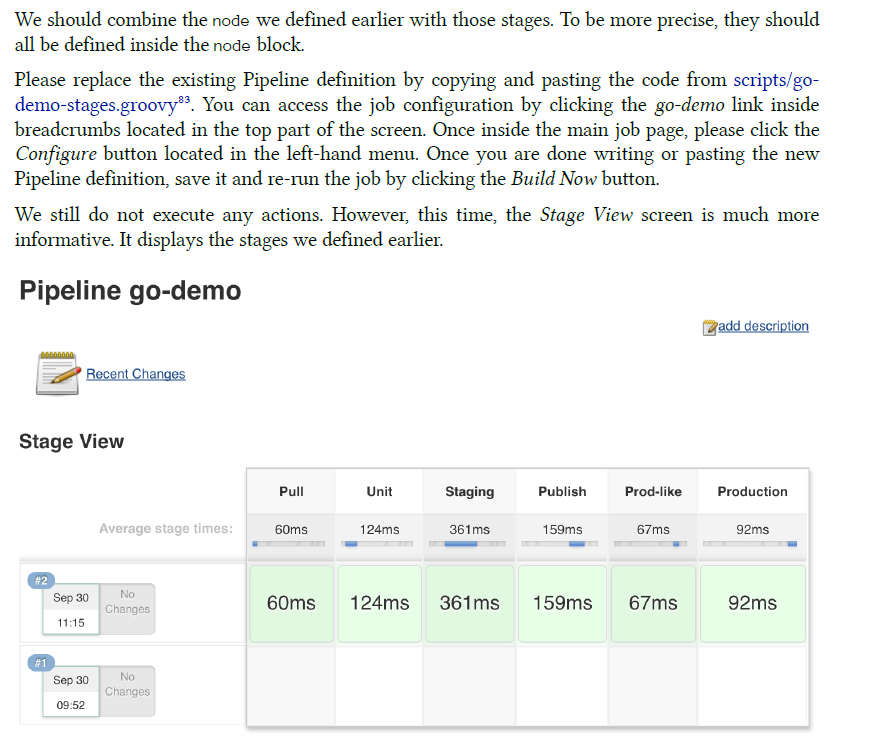 We should combine the node we defined earlier with those stages. To be more precise, they should
all be defined inside the node block.
Please replace the existing Pipeline definition by copying and pasting the code from scripts/go-
demo-stages.groovy⁸³. You can access the job configuration by clicking the go-demo link inside
breadcrumbs located in the top part of the screen. Once inside the main job page, please click the
Configure button located in the left-hand menu. Once you are done writing or pasting the new
Pipeline definition, save it and re-run the job by clicking the Build Now button.
We still do not execute any actions. However, this time, the Stage View screen is much more
informative. It displays the stages we defined earlier.
Pipeline go-demo
add description
Recent Changes
Stage View
Pull Unit Staging Publish Prod-like Production
Average stage times: 60ms 124ms 361ms 159ms 67ms 92ms
#2
Sep 30 No Changes
11:15
60ms 124ms 361ms 159ms 67ms 92ms
#1
Sep 30 No Changes
09:52